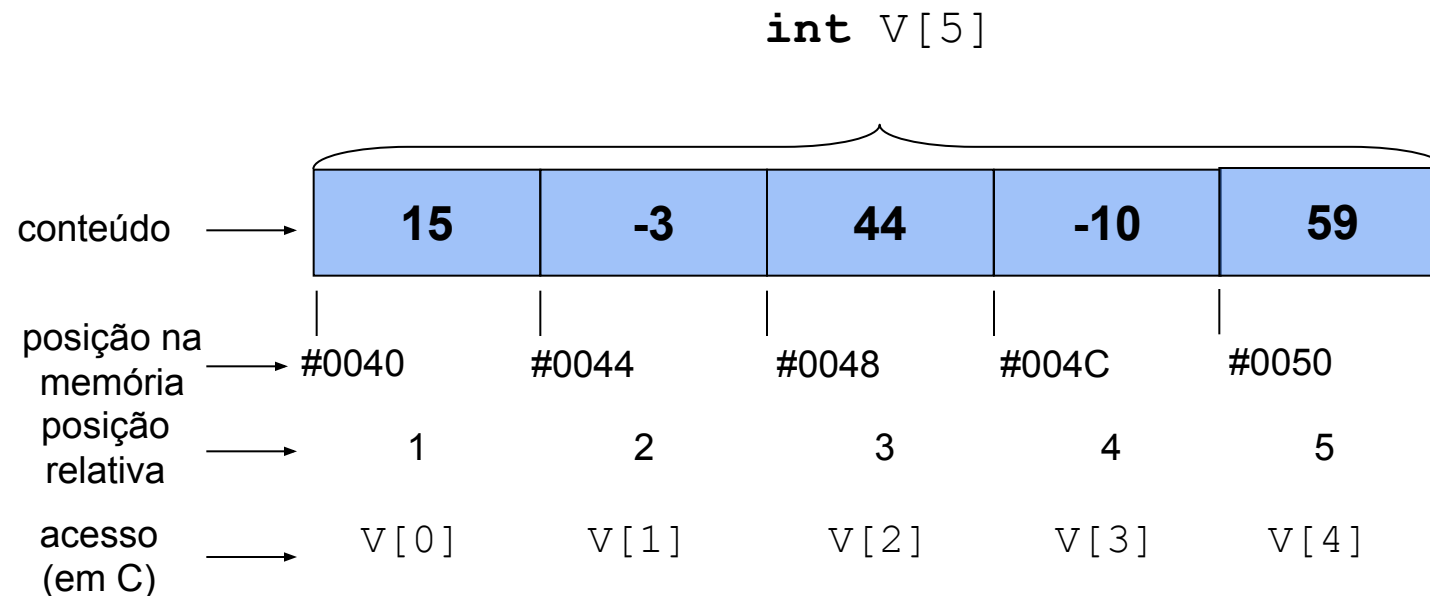 int V[5]
conteúdo 15 -3 44 -10 59
posição na
memória #0040 #0044 #0048 #004C #0050
posição
relativa 1 2 3 4 5
acesso
(em C) V[0] V[1] V[2] V[3] V[4]